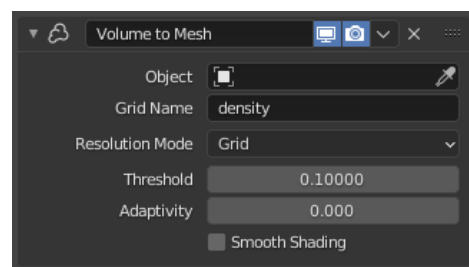 Volume to Mesh
Object
Grid Name density
Resolution Mode Grid
Threshold 0.10000
Adaptivity 0.000
Smooth Shading